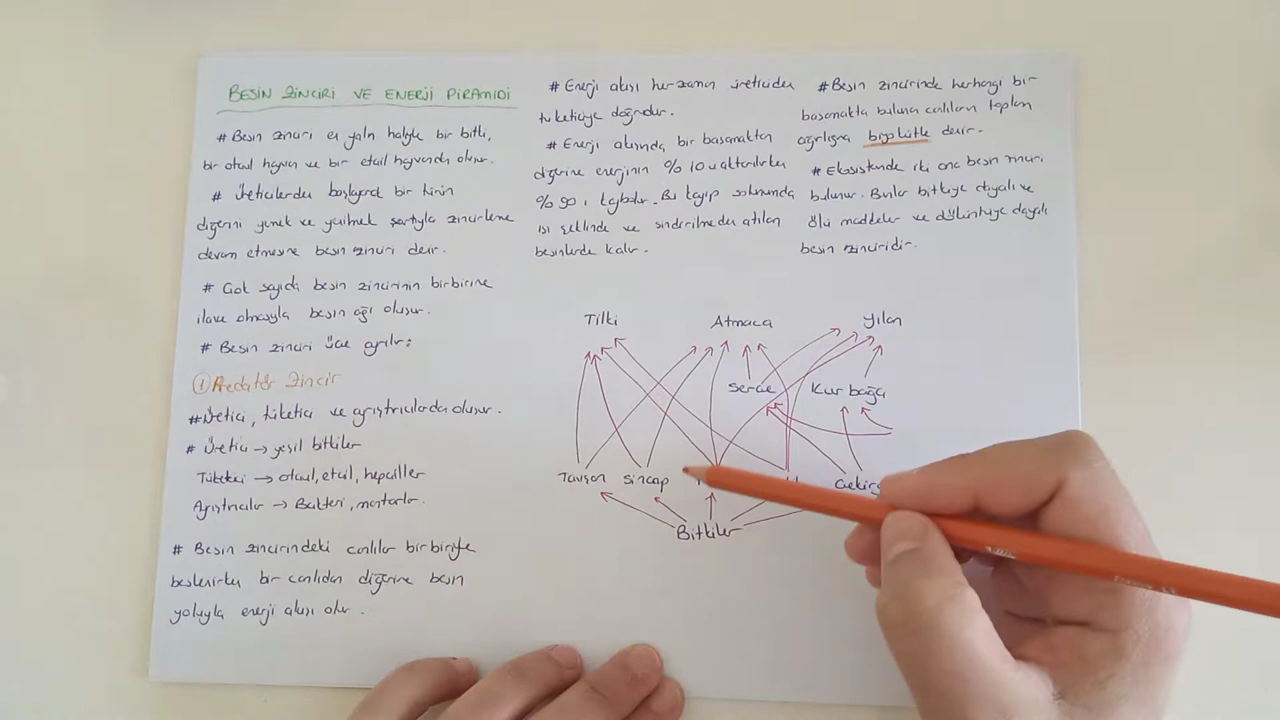 BESİN ZİNCİRİ VE ENERJİ PİRAMİDİ
# Besin zinciri en yalın haliyle bir bitki,
bir otcul hayvan ve bir etcil hayvandan olusur.
# Üreticilerden başlayarak bir
diğerini yemek ve yenilmek şartıyla zincirleme
devam etmesine besin zinciri denir.
# Çok sayıda besin zincirinin birbirine
ilave olmasıyla besin ağı oluşur.
# Besin zinciri üçe ayrılır:
① Predatör zincir
# Üretici, tüketici ve ayrıştırıcılardan oluşur.
# Üretici → yeşil bitkiler
Tüketici → otcul, etcil, hepciller
Ayrıştırıcılar → Bakteri, mantarlar.
# Besin zincirindeki canlılar birbiriyle
beslenirken bir canlıdan diğerine besin
yoluyla enerji akışı olur.
# Enerji akışı her zaman üreticiden
tüketiciye doğrudur.
# Enerji akışında bir basamaktan
diğerine enerjinin %10 u aktarılırken
%90 ı kaybolur. Bu kayıp solunumda
ısı şeklinde ve sindirilmeden atılan
besinlerde kalır.
# Besin zincirinde herhangi bir
basamakta bulunan canlıların toplam
ağırlığına biyokütle denir.
# Ekosistemde iki ana besin zinciri
bulunur. Bunlar bitkiye dayalı ve
ölü maddeler ve döküntüye dayalı
besin zinciridir.
Tilki Atmaca Yılan
Serçe Kurbağa
Tavşan Sincap
Bitkiler